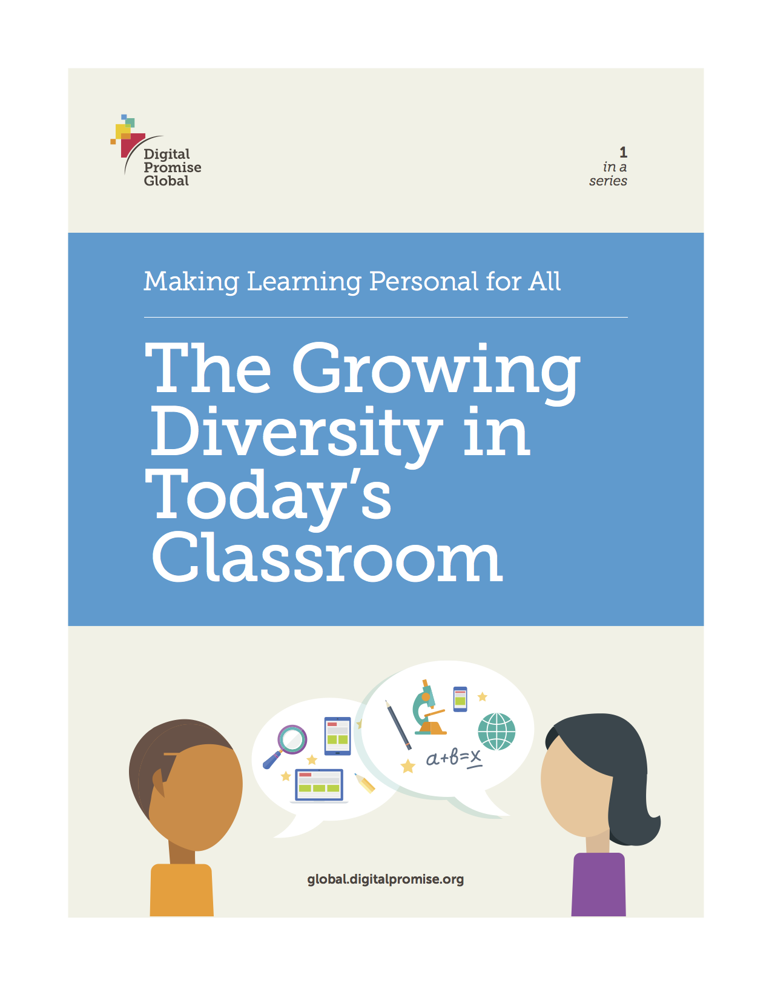 Digital
Promise
Global
1
in a
series
Making Learning Personal for All
The Growing
Diversity in
Today’s
Classroom
a+b=x
global.digitalpromise.org